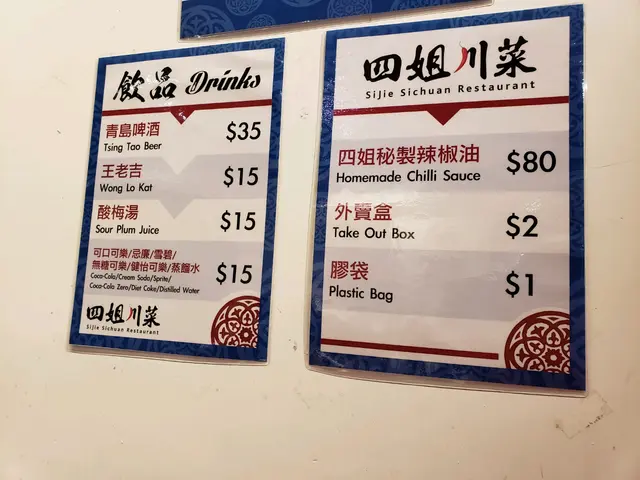 飲品 Drinks
青島啤酒
Tsing Tao Beer
$35
王老吉
Wong Lo Kat
$15
酸梅湯
Sour Plum Juice
$15
可口可樂/忌廉/雪碧/
無糖可樂/健怡可樂/蒸餾水
Coca-Cola/Cream Soda/Sprite/
Coca-Cola Zero/Diet Coke/Distilled Water
$15
四姐川菜
SiJie Sichuan Restaurant
四姐川菜
SiJie Sichuan Restaurant
四姐秘製辣椒油
Homemade Chilli Sauce
$80
外賣盒
Take Out Box
$2
膠袋
Plastic Bag
$1